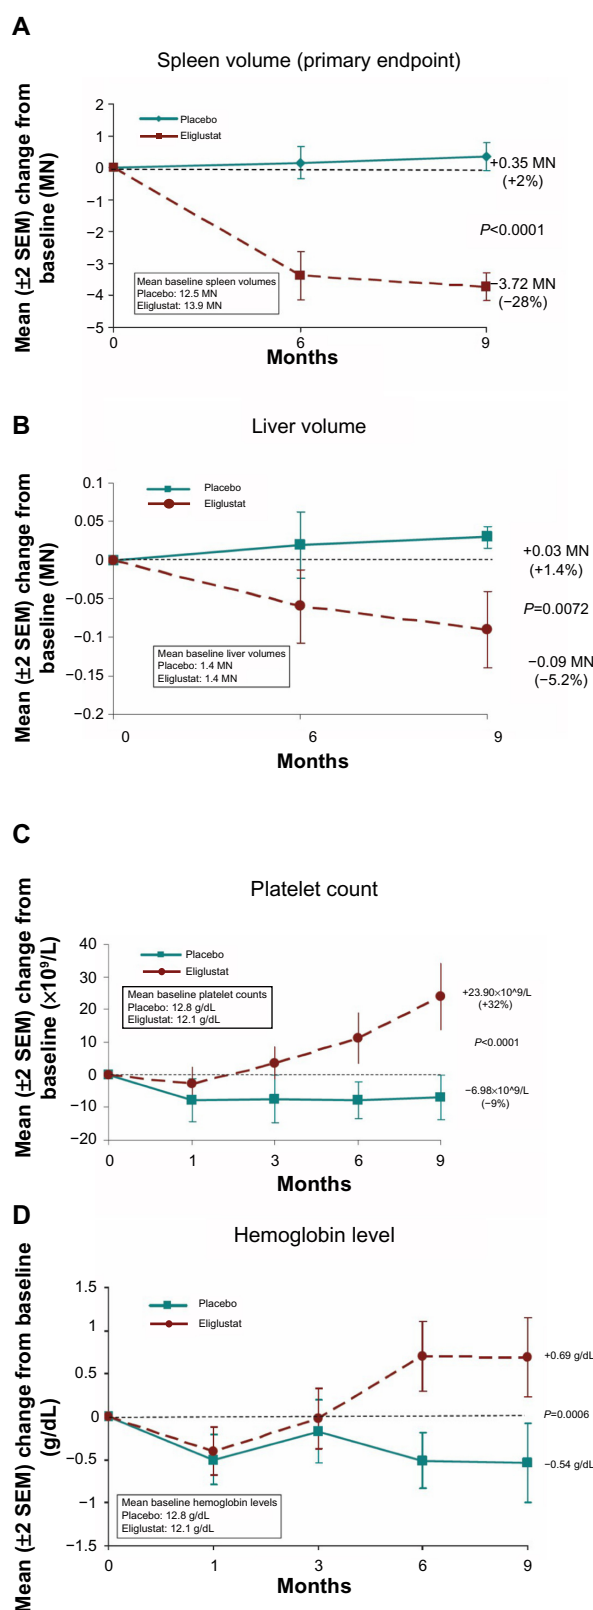 A
Spleen volume (primary endpoint)
Mean (±2 SEM) change from
baseline (MN)
2
1
0
−1
−2
−3
−4
−5
Placebo
Eliglustat
+0.35 MN
(+2%)
P<0.0001
−3.72 MN
(−28%)
Mean baseline spleen volumes
Placebo: 12.5 MN
Eliglustat: 13.9 MN
0 6 9
Months
B
Liver volume
Mean (±2 SEM) change from
baseline (MN)
0.1
0.05
0
−0.05
−0.1
−0.15
−0.2
Placebo
Eliglustat
+0.03 MN
(+1.4%)
P=0.0072
−0.09 MN
(−5.2%)
Mean baseline liver volumes
Placebo: 1.4 MN
Eliglustat: 1.4 MN
0 6 9
Months
C
Platelet count
Mean (±2 SEM) change from
baseline (×10⁹/L)
40
30
20
10
0
−10
−20
Placebo
Eliglustat
Mean baseline platelet counts
Placebo: 12.8 g/dL
Eliglustat: 12.1 g/dL
+23.90×10^9/L
(+32%)
P<0.0001
−6.98×10^9/L
(−9%)
0 1 3 6 9
Months
D
Hemoglobin level
Mean (±2 SEM) change from baseline
(g/dL)
1.5
1
0.5
0
−0.5
−1
−1.5
Placebo
Eliglustat
+0.69 g/dL
P=0.0006
−0.54 g/dL
Mean baseline hemoglobin levels
Placebo: 12.8 g/dL
Eliglustat: 12.1 g/dL
0 1 3 6 9
Months